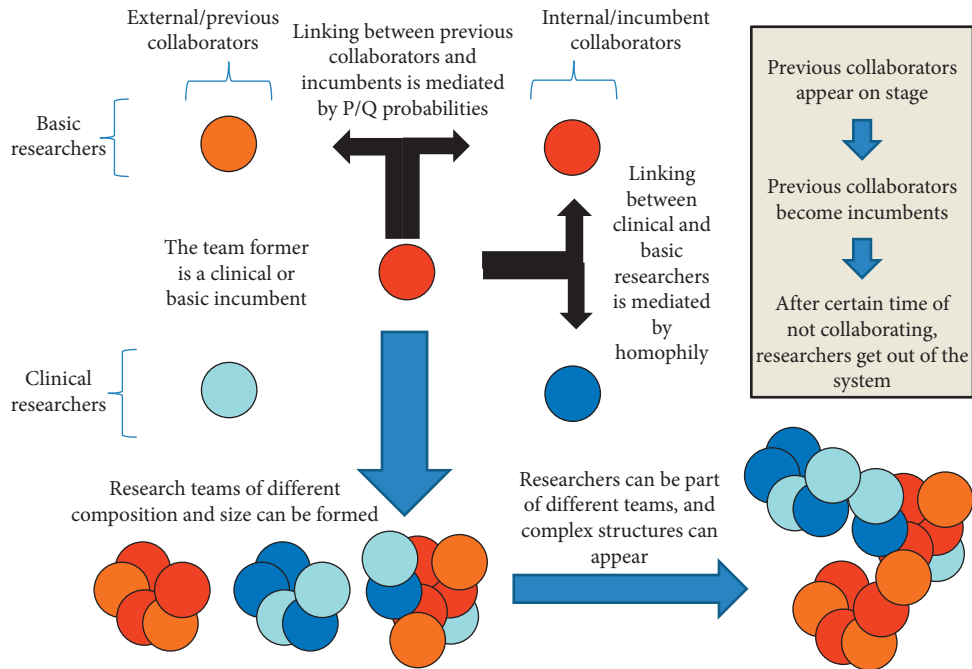 External/previous
collaborators
Linking between previous
collaborators and
incumbents is mediated
by P/Q probabilities
Internal/incumbent
collaborators
Basic
researchers
The team former
is a clinical or
basic incumbent
Linking
between
clinical and
basic
researchers
is mediated
by
homophily
Clinical
researchers
Previous collaborators
appear on stage
Previous collaborators
become incumbents
After certain time of
not collaborating,
researchers get out of the
system
Research teams of different
composition and size can be formed
Researchers can be part
of different teams, and
complex structures can
appear